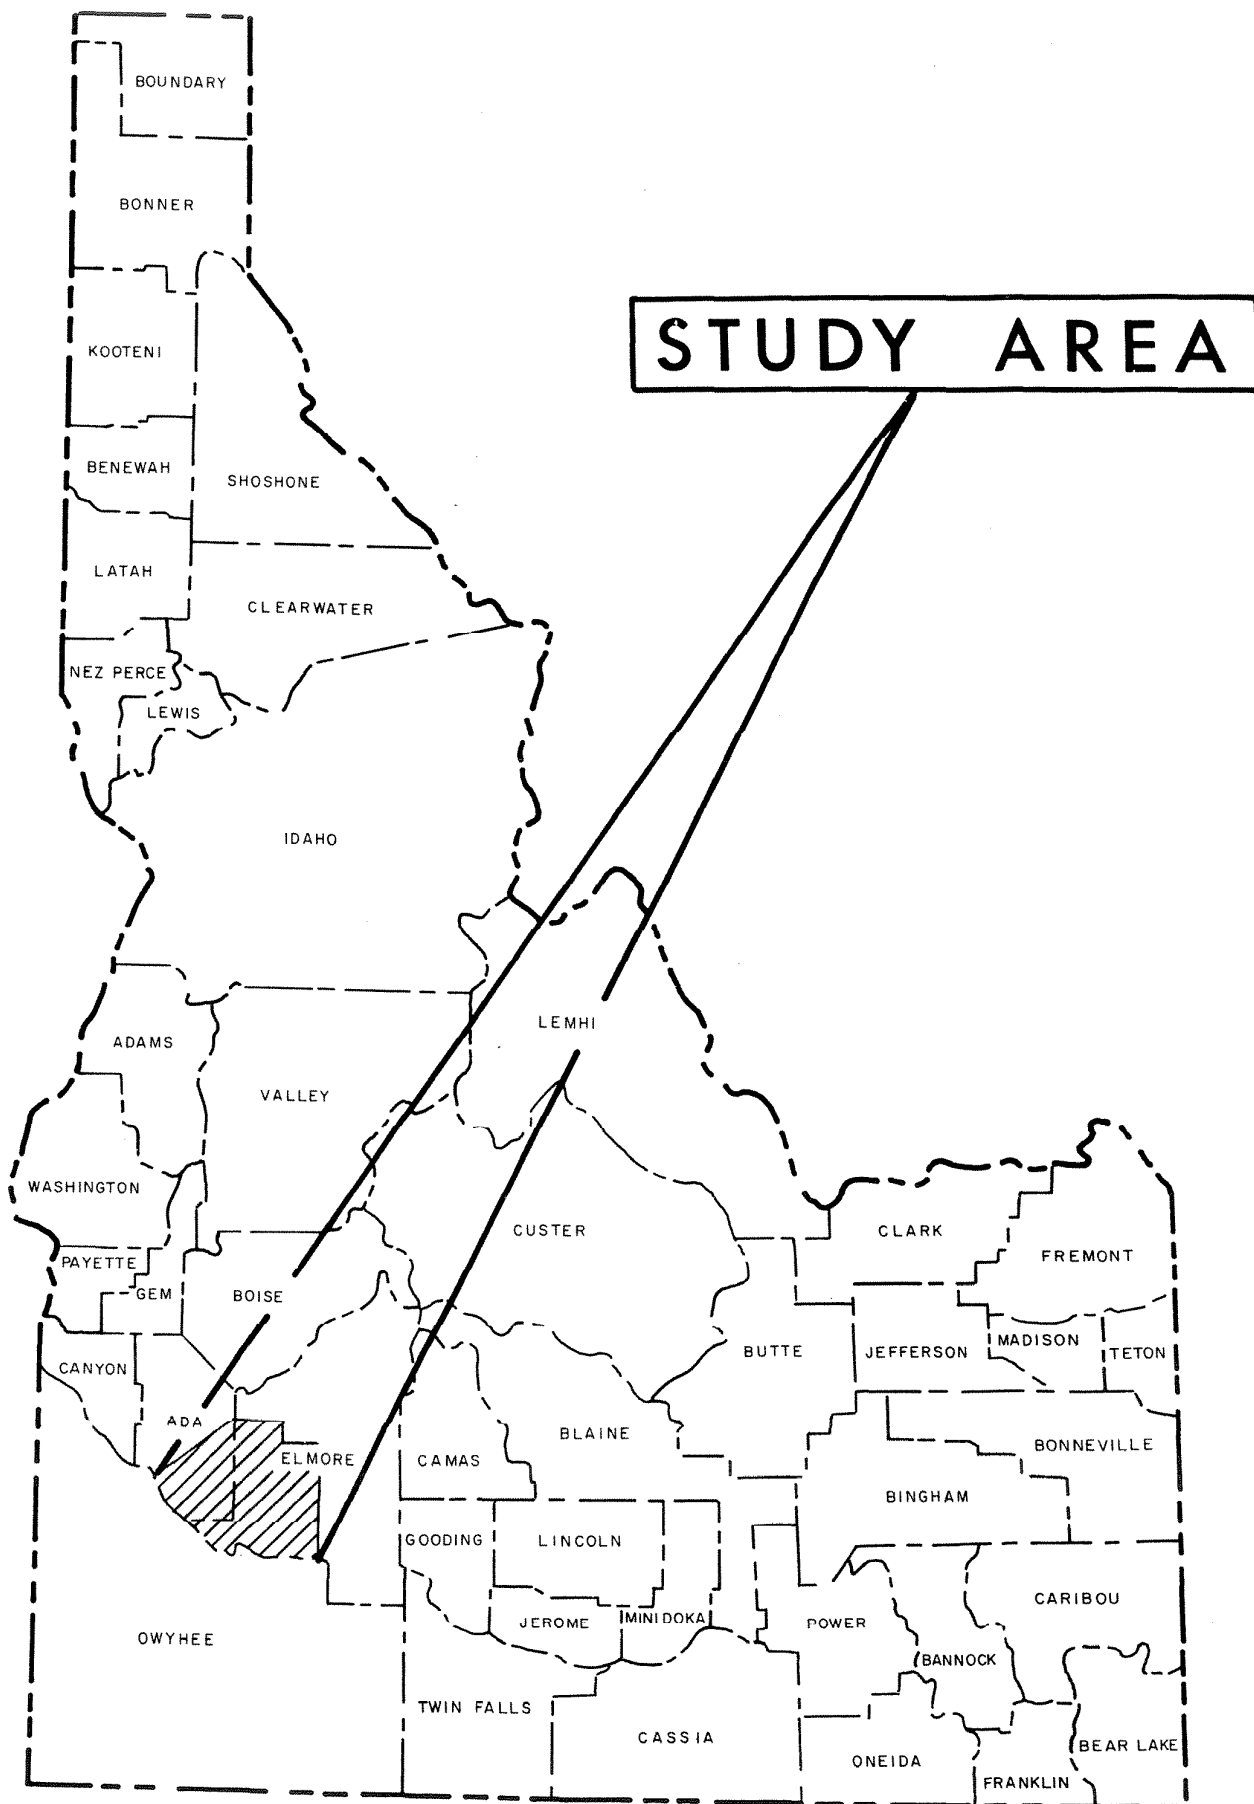 BOUNDARY
BONNER
STUDY AREA
KOOTENI
BENEWAH
SHOSHONE
LATAH
CLEARWATER
NEZ PERCE
LEWIS
IDAHO
LEMHI
ADAMS
VALLEY
WASHINGTON
CUSTER
CLARK
FREMONT
PAYETTE
GEM
BOISE
MADISON
BUTTE
JEFFERSON
TETON
CANYON
ADA
BLAINE
BONNEVILLE
ELMORE
CAMAS
BINGHAM
GOODING
LINCOLN
CARIBOU
JEROME
MINIDOKA
POWER
OWYHEE
BANNOCK
TWIN FALLS
CASSIA
BEAR LAKE
ONEIDA
FRANKLIN